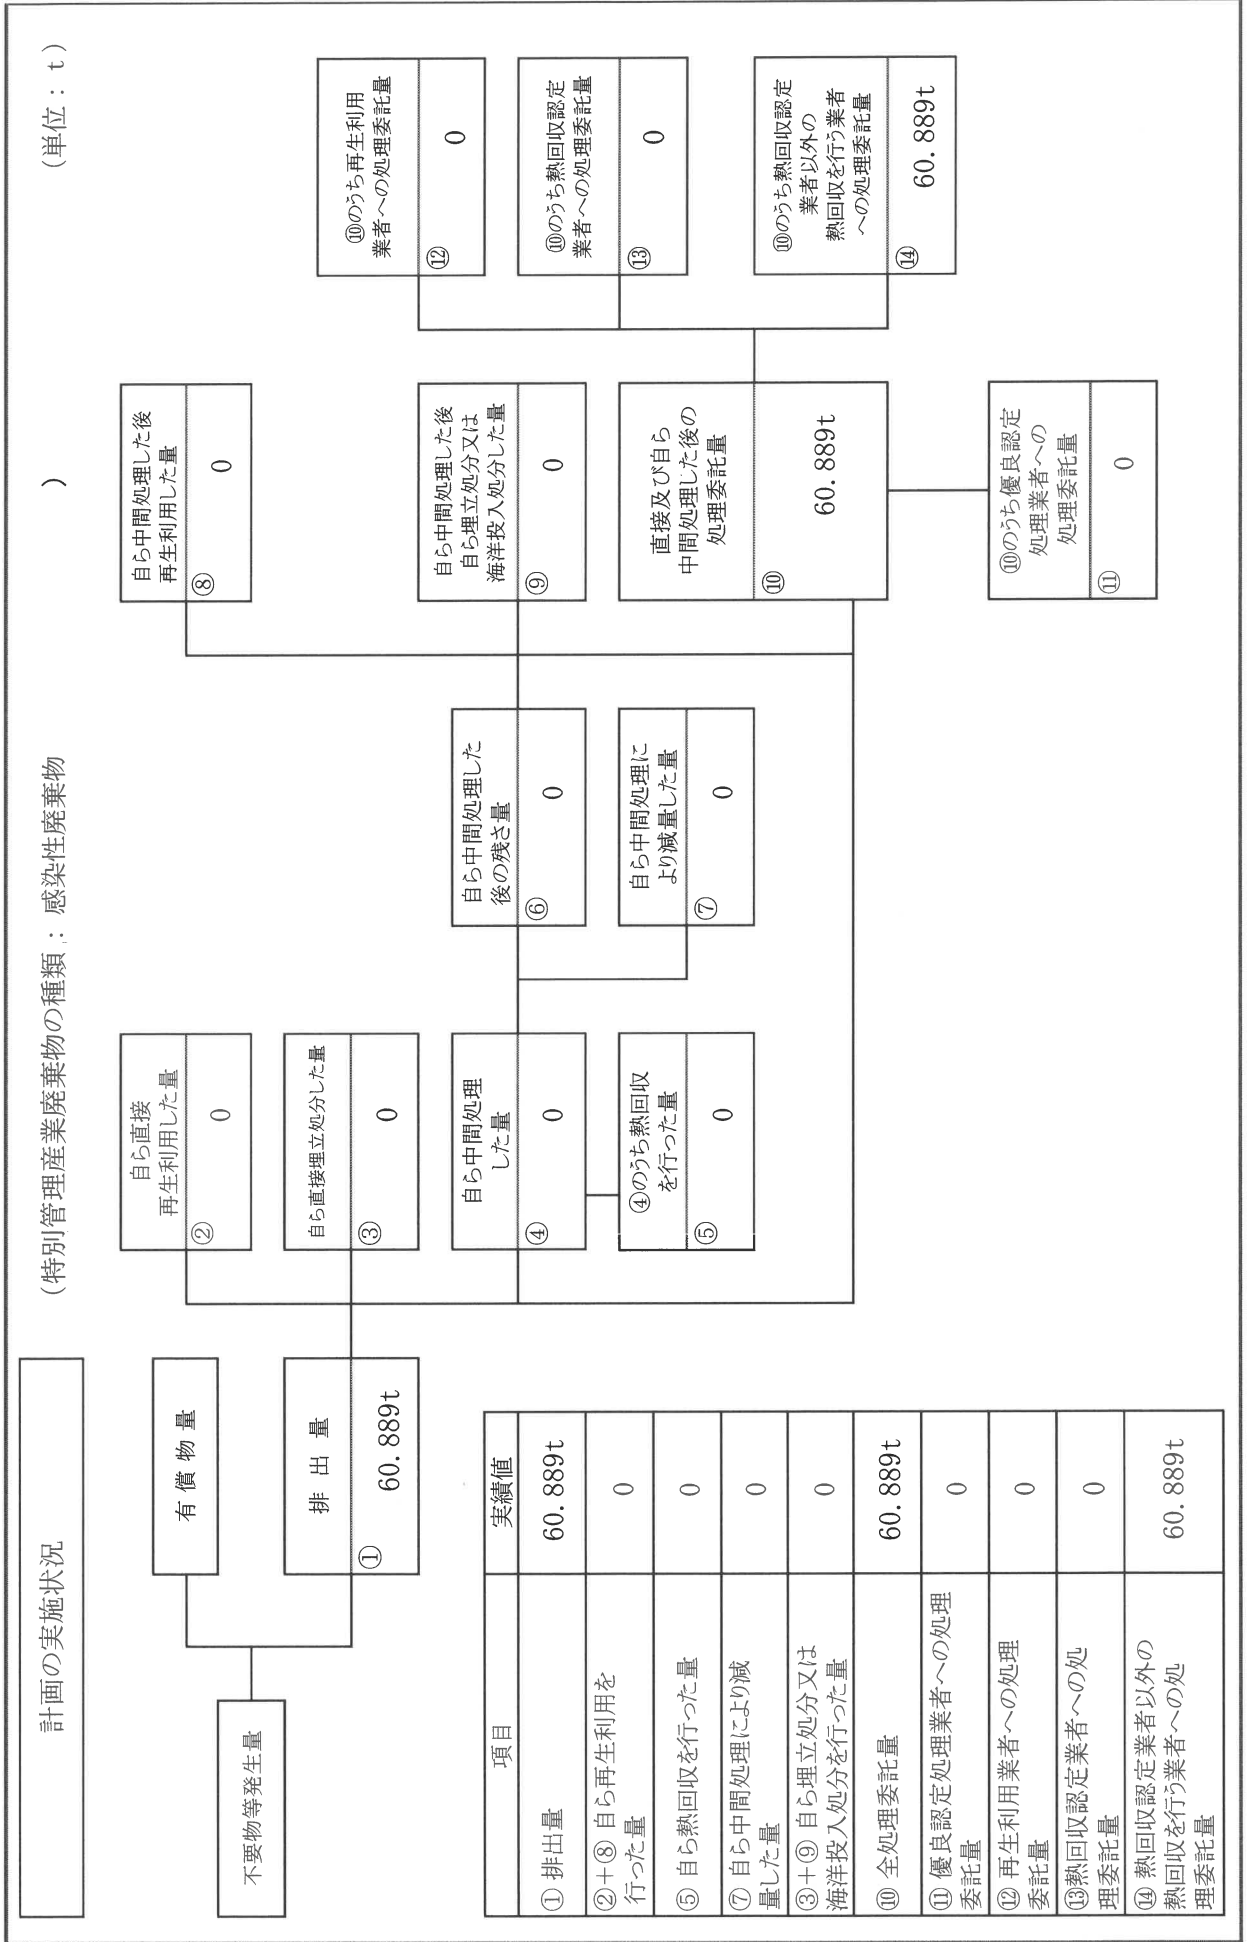 計画の実施状況
(特別管理産業廃棄物の種類 : 感染性廃棄物
)
(単位 : t)
不要物等発生量
有 償 物 量
排 出 量
①
60.889t
自ら直接
再生利用した量
②
0
自ら直接埋立処分した量
③
0
自ら中間処理
した量
④
0
④のうち熱回収
を行った量
⑤
0
自ら中間処理した
後の残さ量
⑥
0
自ら中間処理に
より減量した量
⑦
0
自ら中間処理した後
再生利用した量
⑧
0
自ら中間処理した後
自ら埋立処分又は
海洋投入処分した量
⑨
0
直接及び自ら
中間処理した後の
処理委託量
⑩
60.889t
⑩のうち優良認定
処理業者への
処理委託量
⑪
0
⑩のうち再生利用
業者への処理委託量
⑫
0
⑩のうち熱回収認定
業者への処理委託量
⑬
0
⑩のうち熱回収認定
業者以外の
熱回収を行う業者
への処理委託量
⑭
60.889t
項目
実績値
① 排出量
60.889t
②+⑧ 自ら再生利用を
行った量
0
⑤ 自ら熱回収を行った量
0
⑦ 自ら中間処理により減
量した量
0
③+⑨ 自ら埋立処分又は
海洋投入処分を行った量
0
⑩ 全処理委託量
60.889t
⑪ 優良認定処理業者への処理
委託量
0
⑫ 再生利用業者への処理
委託量
0
⑬熱回収認定業者への処
理委託量
0
⑭ 熱回収認定業者以外の
熱回収を行う業者への処
理委託量
60.889t